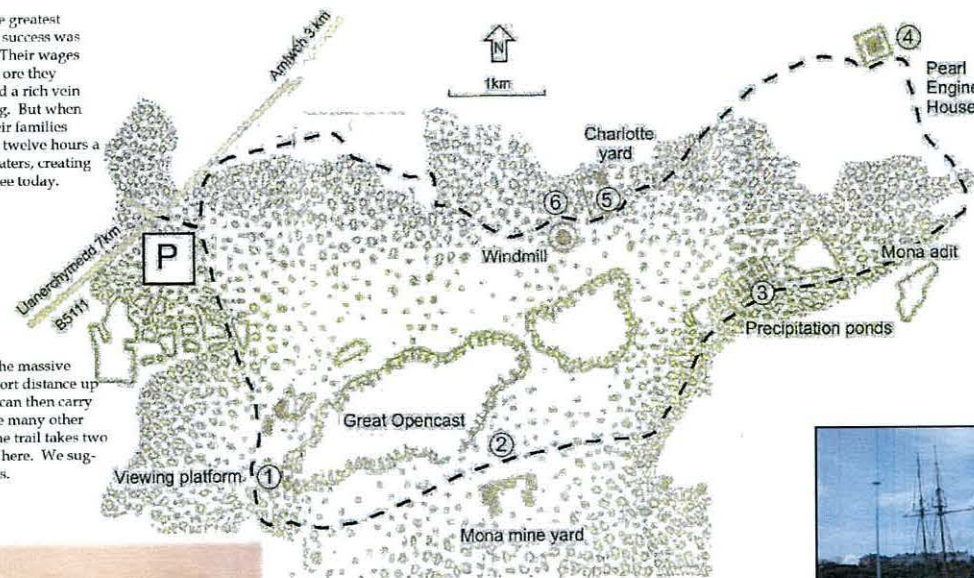 e greatest
success was
Their wages
ore they
d a rich vein
g. But when
eir families
twelve hours a
aters, creating
ee today.
he massive
ort distance up
can then carry
e many other
he trail takes two
here. We sug-
s.
Amlwch 3 km
Llanerchymedd 7km
B5111
P
N
1km
Charlotte
yard
4
Pearl
Engine
House
6
5
Windmill
Mona adit
3
Precipitation ponds
Great Opencast
2
Viewing platform
1
Mona mine yard